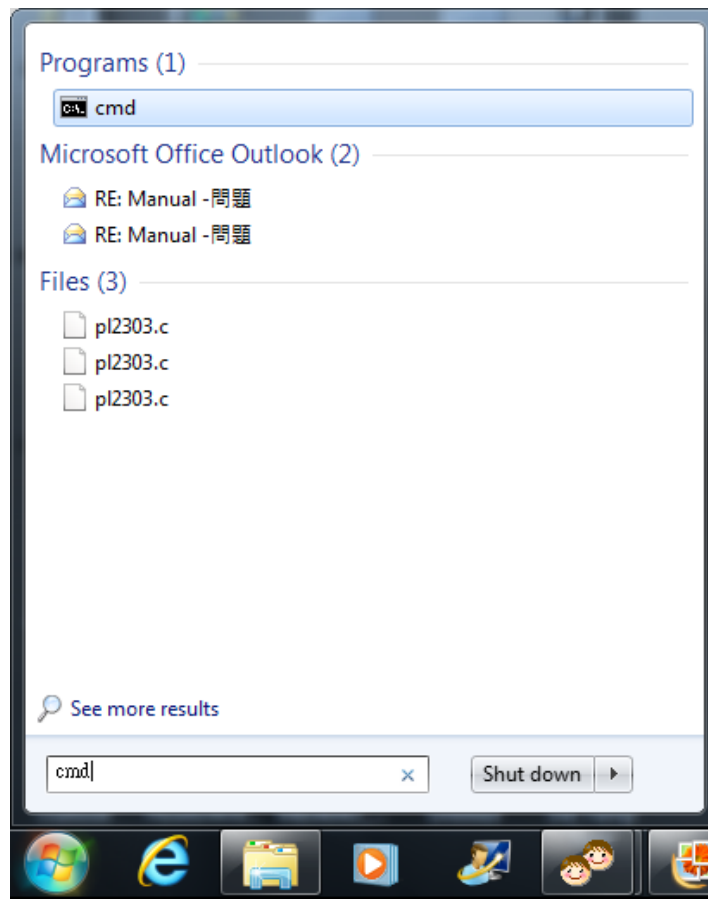 Programs (1)
cmd
Microsoft Office Outlook (2)
RE: Manual -問題
RE: Manual -問題
Files (3)
pl2303.c
pl2303.c
pl2303.c
See more results
cmd
Shut down